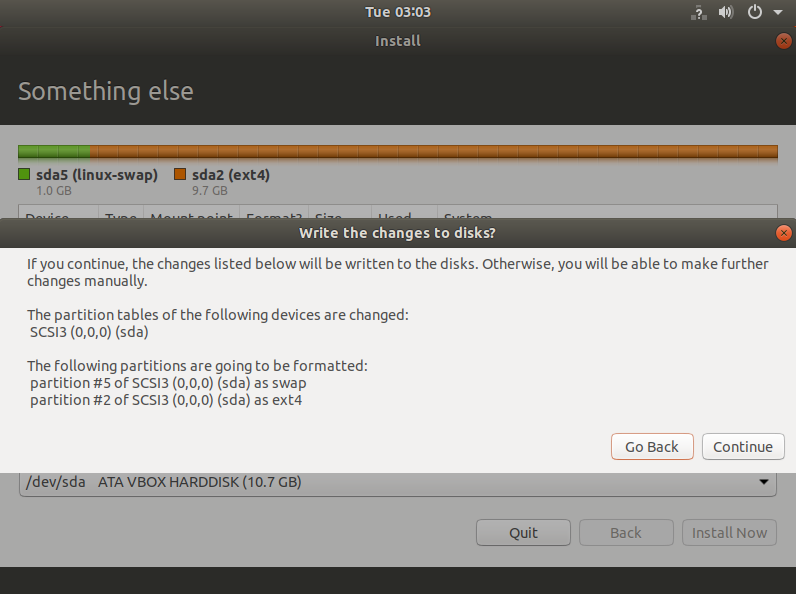 Tue 03:03
Install
Something else
sda5 (linux-swap)
1.0 GB
sda2 (ext4)
9.7 GB
Device Type Mount point Format? Size Used System
Write the changes to disks?
If you continue, the changes listed below will be written to the disks. Otherwise, you will be able to make further
changes manually.
The partition tables of the following devices are changed:
SCSI3 (0,0,0) (sda)
The following partitions are going to be formatted:
partition #5 of SCSI3 (0,0,0) (sda) as swap
partition #2 of SCSI3 (0,0,0) (sda) as ext4
Go Back
Continue
/dev/sda ATA VBOX HARDDISK (10.7 GB)
Quit
Back
Install Now